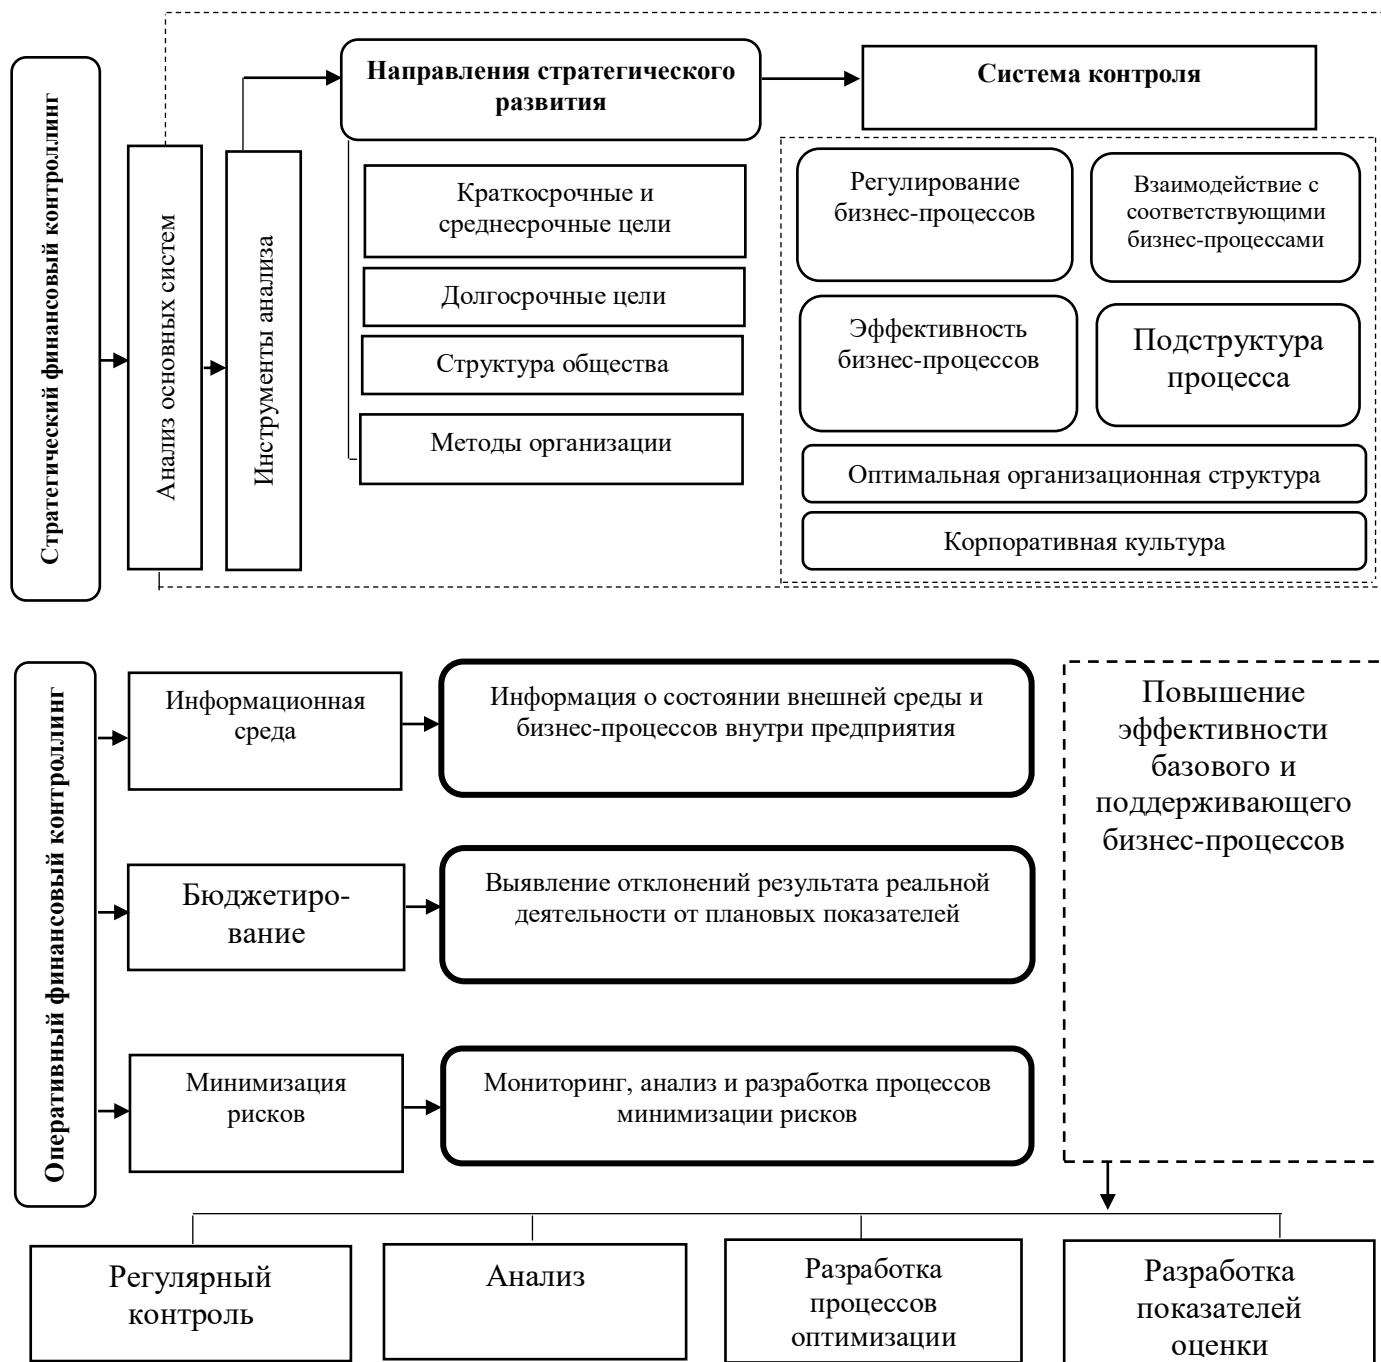 Стратегический финансовый контроллинг
Анализ основных систем
Инструменты анализа
Направления стратегического
развития
Система контроля
Краткосрочные и
среднесрочные цели
Долгосрочные цели
Структура общества
Методы организации
Регулирование
бизнес-процессов
Взаимодействие с
соответствующими
бизнес-процессами
Эффективность
бизнес-процессов
Подструктура
процесса
Оптимальная организационная структура
Корпоративная культура
Оперативный финансовый контроллинг
Информационная
среда
Информация о состоянии внешней среды и
бизнес-процессов внутри предприятия
Бюджетиро-
вание
Выявление отклонений результата реальной
деятельности от плановых показателей
Минимизация
рисков
Мониторинг, анализ и разработка процессов
минимизации рисков
Повышение
эффективности
базового и
поддерживающего
бизнес-процессов
Регулярный
контроль
Анализ
Разработка
процессов
оптимизации
Разработка
показателей
оценки